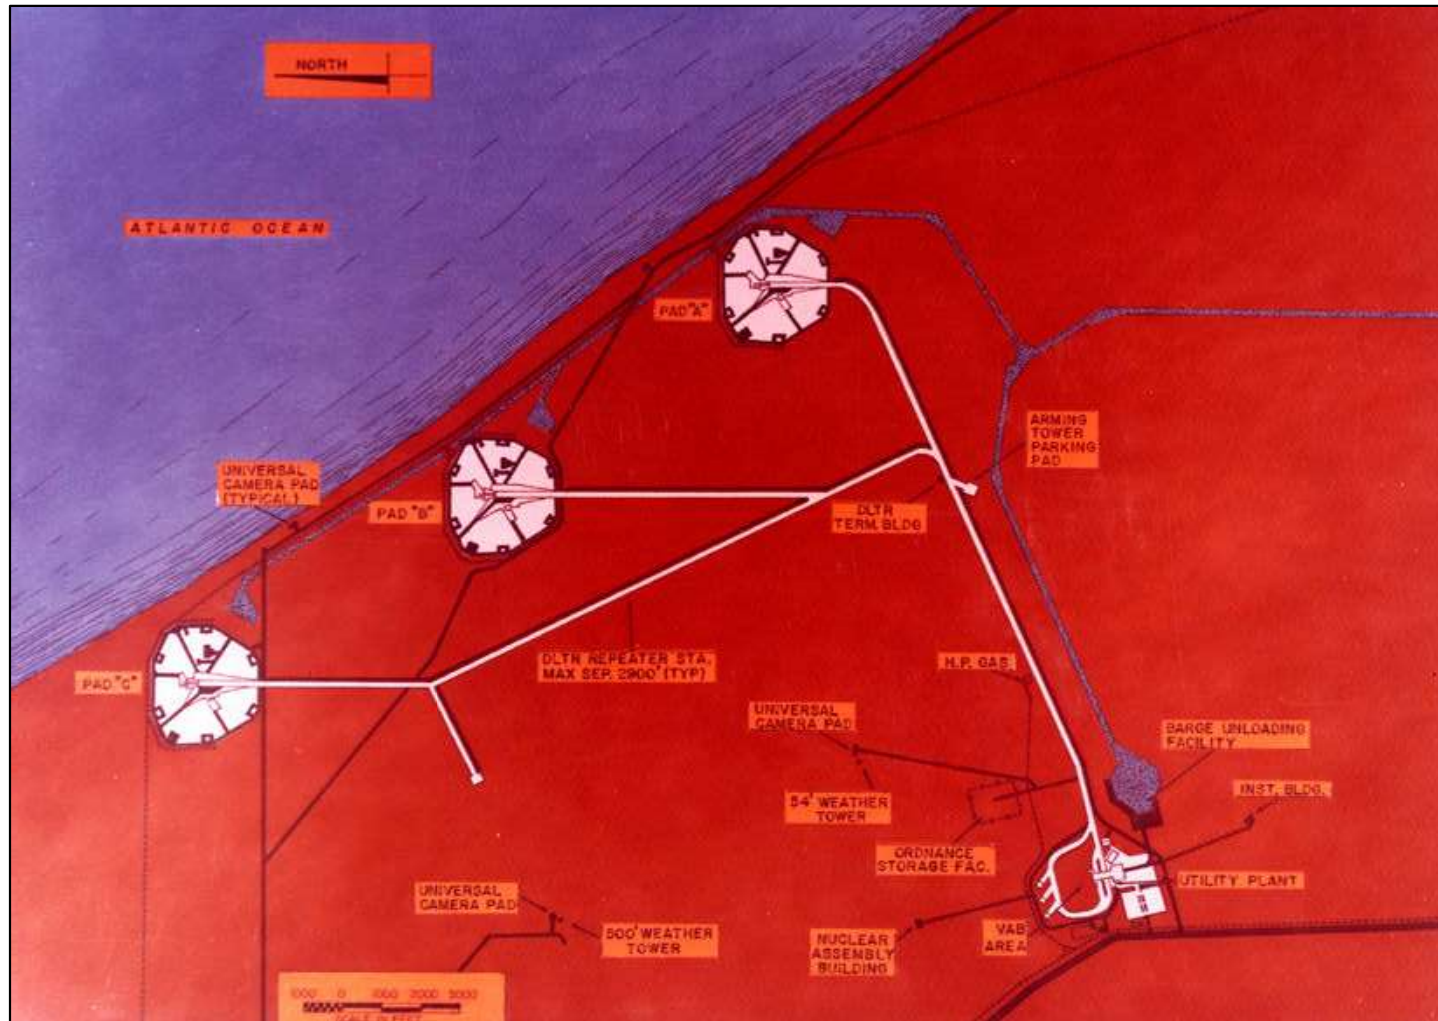 NORTH
ATLANTIC OCEAN
PAD "A"
ARMING
TOWER
PARKING
PAD
UNIVERSAL
CAMERA PAD
(TYPICAL)
PAD "B"
DLTR
TERM. BLDG
DLTR REPEATER STA.
MAX SEP. 2900' (TYP)
H.P. GAS.
PAD "C"
UNIVERSAL
CAMERA PAD
BARGE UNLOADING
FACILITY
INST. BLDG.
54' WEATHER
TOWER
ORDNANCE
STORAGE FAC.
UTILITY PLANT
UNIVERSAL
CAMERA PAD
500' WEATHER
TOWER
NUCLEAR
ASSEMBLY
BUILDING
VAB
AREA
1000 0 1000 2000 3000
SCALE IN FEET